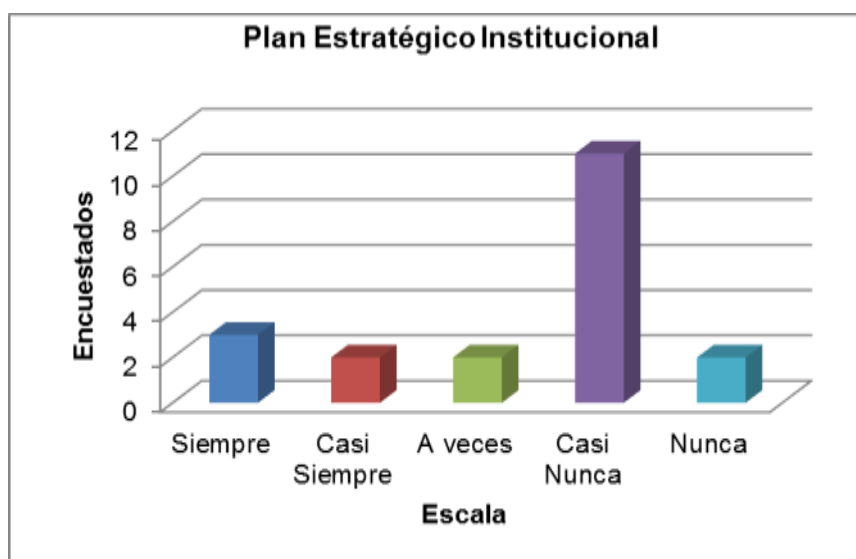 Plan Estratégico Institucional
Encuestados
12
10
8
6
4
2
0
Siempre
Casi
Siempre
A veces
Casi
Nunca
Nunca
Escala